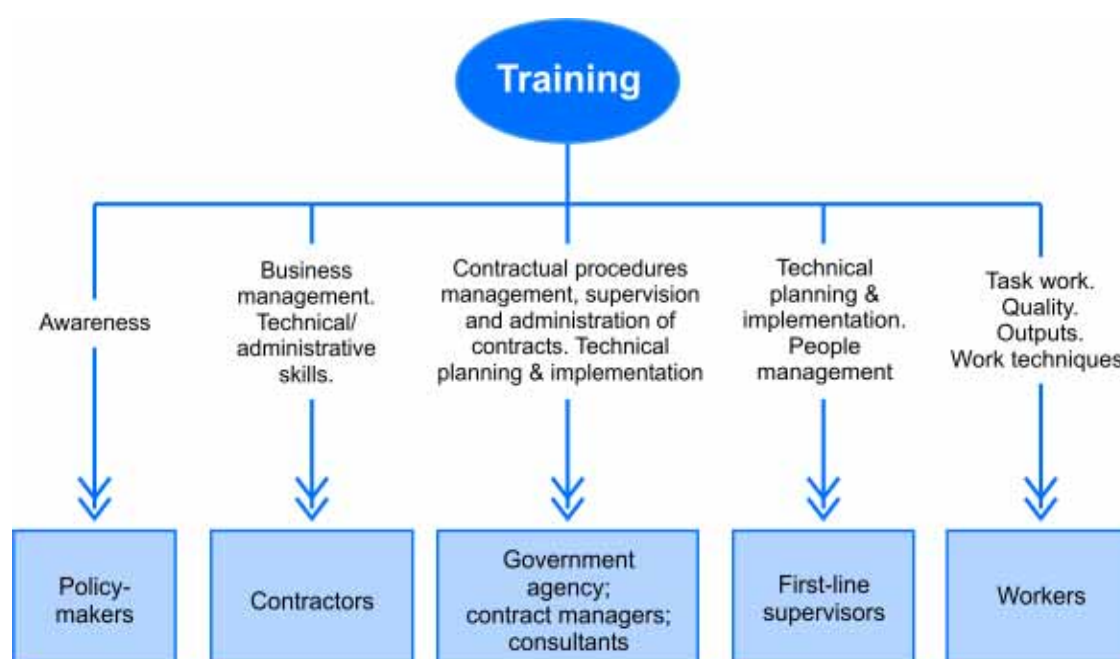 Training
Awareness
Business
management.
Technical/
administrative
skills.
Contractual procedures
management, supervision
and administration of
contracts. Technical
planning & implementation
Technical
planning &
implementation.
People
management
Task work.
Quality.
Outputs.
Work techniques
Policy-
makers
Contractors
Government
agency;
contract managers;
consultants
First-line
supervisors
Workers